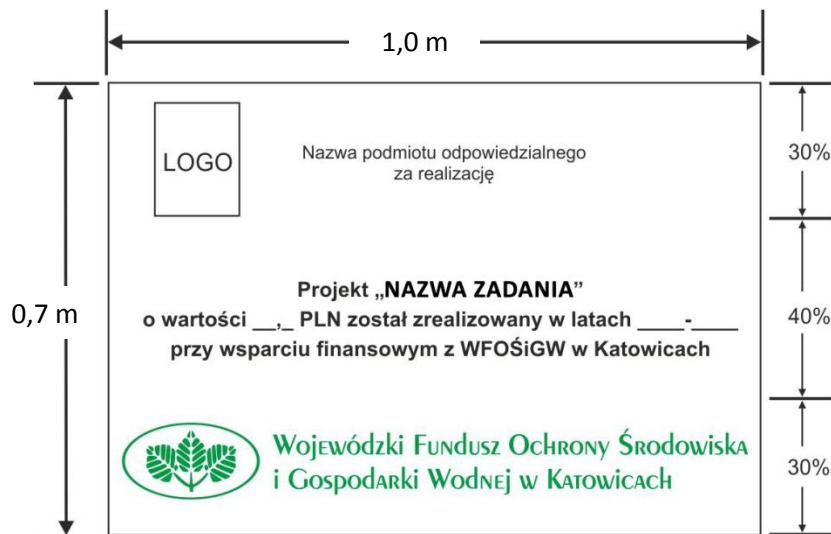 1,0 m
LOGO
Nazwa podmiotu odpowiedzialnego
za realizację
30%
Projekt „NAZWA ZADANIA”
o wartości __,_ PLN został zrealizowany w latach ____-____
przy wsparciu finansowym z WFOŚiGW w Katowicach
0,7 m
40%
Wojewódzki Fundusz Ochrony Środowiska
i Gospodarki Wodnej w Katowicach
30%